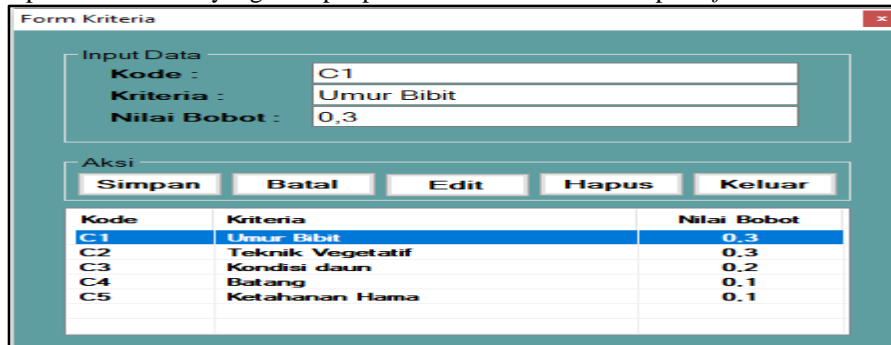 Form Kriteria
Input Data
Kode : C1
Kriteria : Umur Bibit
Nilai Bobot : 0,3
Aksi
Simpan Batal Edit Hapus Keluar
Kode Kriteria Nilai Bobot
C1 Umur Bibit 0,3
C2 Teknik Vegetatif 0,3
C3 Kondisi daun 0,2
C4 Batang 0,1
C5 Ketahanan Hama 0,1